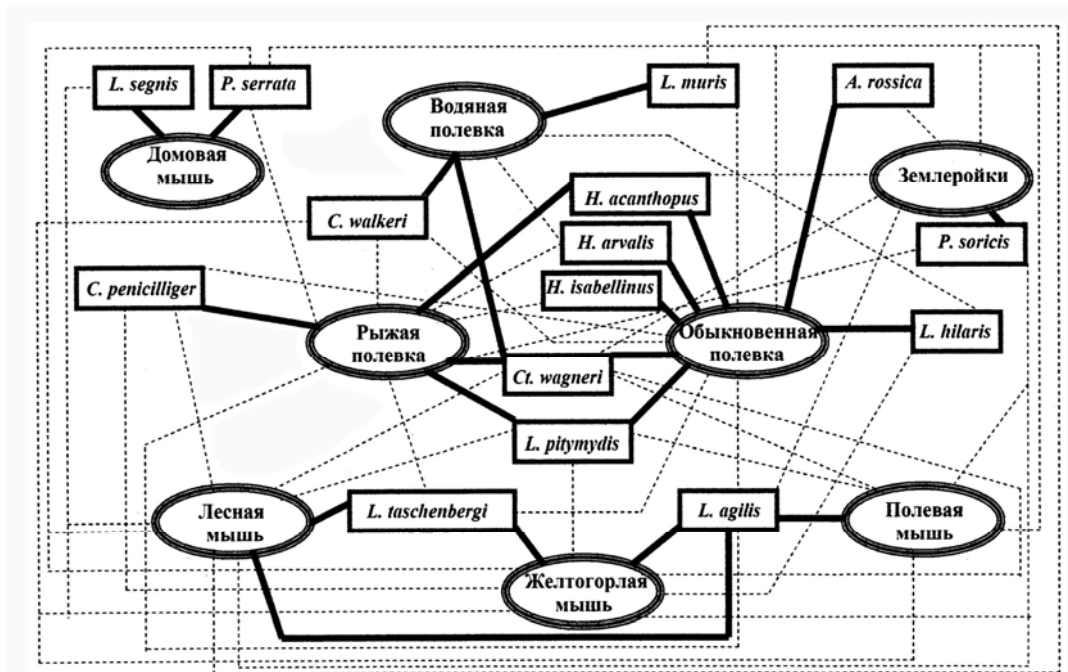 L. segnis
P. serrata
L. muris
A. rossica
Водяная
полевка
Домовая
мышь
Землеройки
H. acanthopus
C. walkeri
H. arvalis
P. soricis
C. penicilliger
H. isabellinus
Рыжая
полевка
Обыкновенная
полевка
L. hilaris
Ct. wagneri
L. pitymydis
Лесная
мышь
L. taschenbergi
L. agilis
Полевая
мышь
Желтогорлая
мышь